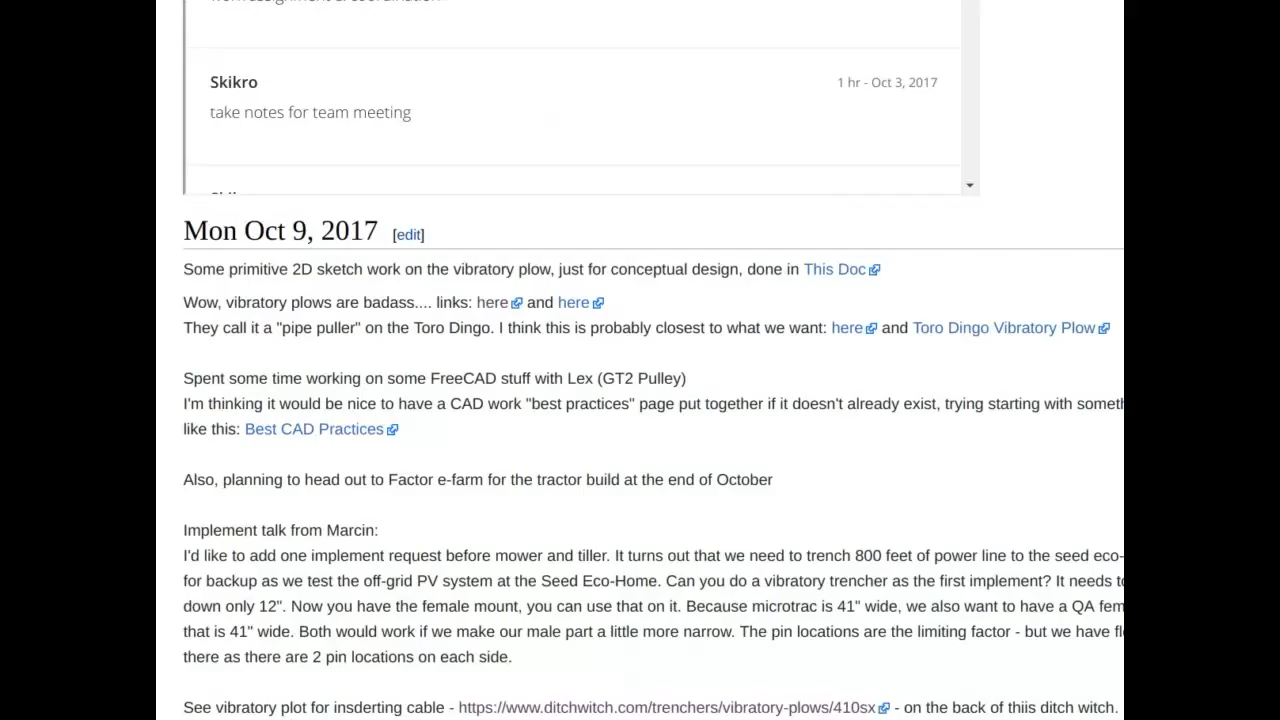 Skikro
1 hr - Oct 3, 2017
take notes for team meeting
Mon Oct 9, 2017 [edit]
Some primitive 2D sketch work on the vibratory plow, just for conceptual design, done in This Doc
Wow, vibratory plows are badass.... links: here and here
They call it a "pipe puller" on the Toro Dingo. I think this is probably closest to what we want: here and Toro Dingo Vibratory Plow
Spent some time working on some FreeCAD stuff with Lex (GT2 Pulley)
I'm thinking it would be nice to have a CAD work "best practices" page put together if it doesn't already exist, trying starting with
like this: Best CAD Practices
Also, planning to head out to Factor e-farm for the tractor build at the end of October
Implement talk from Marcin:
I'd like to add one implement request before mower and tiller. It turns out that we need to trench 800 feet of power line to the seed eco-
for backup as we test the off-grid PV system at the Seed Eco-Home. Can you do a vibratory trencher as the first implement? It needs
down only 12". Now you have the female mount, you can use that on it. Because microtrac is 41" wide, we also want to have a QA
that is 41" wide. Both would work if we make our male part a little more narrow. The pin locations are the limiting factor - but we have
there as there are 2 pin locations on each side.
See vibratory plot for insderting cable - https://www.ditchwitch.com/trenchers/vibratory-plows/410sx - on the back of thiis ditch witch.